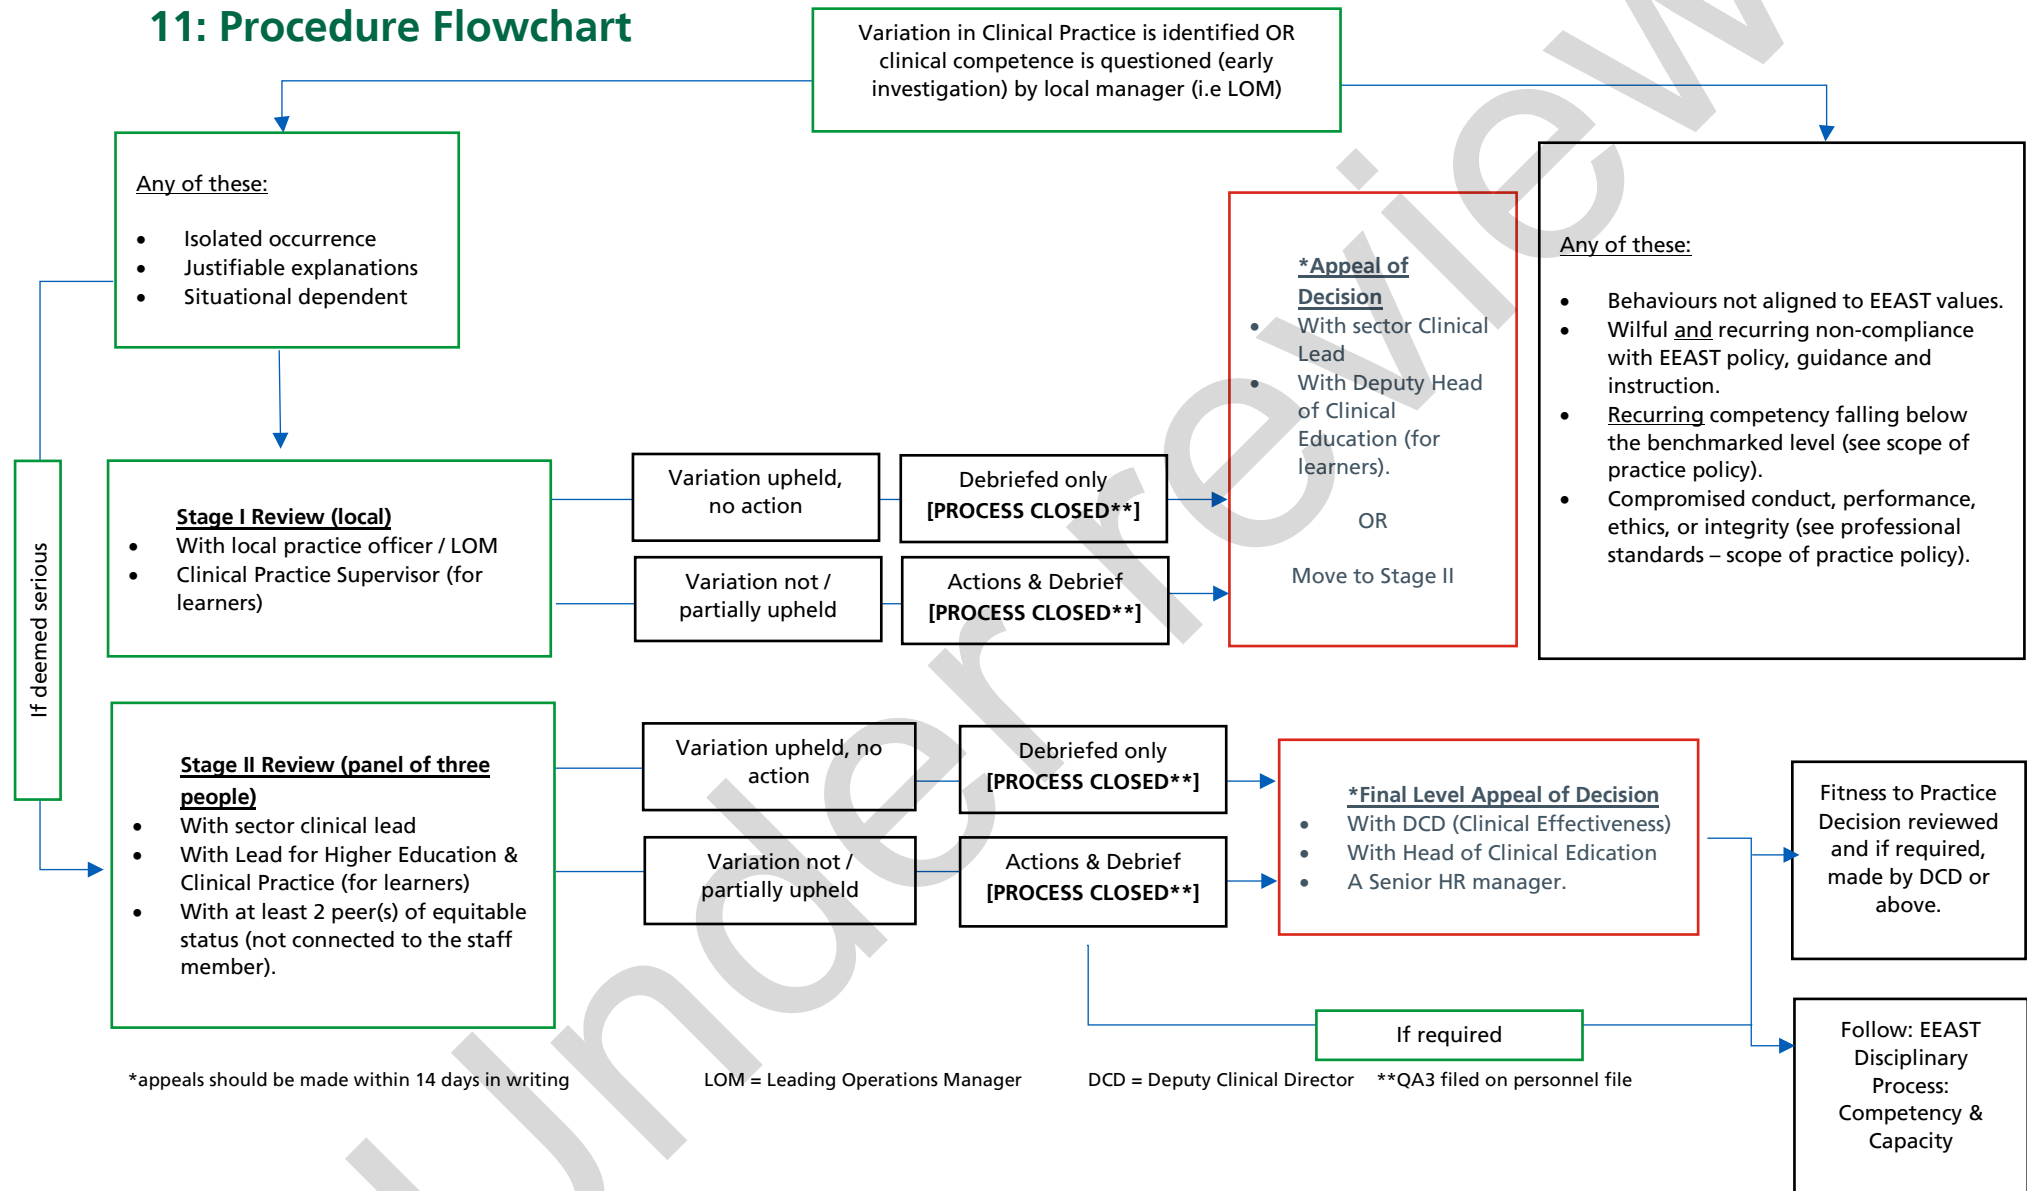 11: Procedure Flowchart
Variation in Clinical Practice is identified OR
clinical competence is questioned (early
investigation) by local manager (i.e LOM)
Any of these:
• Isolated occurrence
• Justifiable explanations
• Situational dependent
If deemed serious
Stage I Review (local)
• With local practice officer / LOM
• Clinical Practice Supervisor (for
learners)
Variation upheld,
no action
Debriefed only
[PROCESS CLOSED**]
Variation not /
partially upheld
Actions & Debrief
[PROCESS CLOSED**]
*Appeal of
Decision
• With sector Clinical
Lead
• With Deputy Head
of Clinical
Education (for
learners).
OR
Move to Stage II
Any of these:
• Behaviours not aligned to EEAST values.
• Wilful and recurring non-compliance
with EEAST policy, guidance and
instruction.
• Recurring competency falling below
the benchmarked level (see scope of
practice policy).
• Compromised conduct, performance,
ethics, or integrity (see professional
standards – scope of practice policy).
Stage II Review (panel of three
people)
• With sector clinical lead
• With Lead for Higher Education &
Clinical Practice (for learners)
• With at least 2 peer(s) of equitable
status (not connected to the staff
member).
Variation upheld, no
action
Debriefed only
[PROCESS CLOSED**]
Variation not /
partially upheld
Actions & Debrief
[PROCESS CLOSED**]
*Final Level Appeal of Decision
• With DCD (Clinical Effectiveness)
• With Head of Clinical Edication
• A Senior HR manager.
Fitness to Practice
Decision reviewed
and if required,
made by DCD or
above.
If required
Follow: EEAST
Disciplinary
Process:
Competency &
Capacity
*appeals should be made within 14 days in writing
LOM = Leading Operations Manager
DCD = Deputy Clinical Director
**QA3 filed on personnel file
Under review